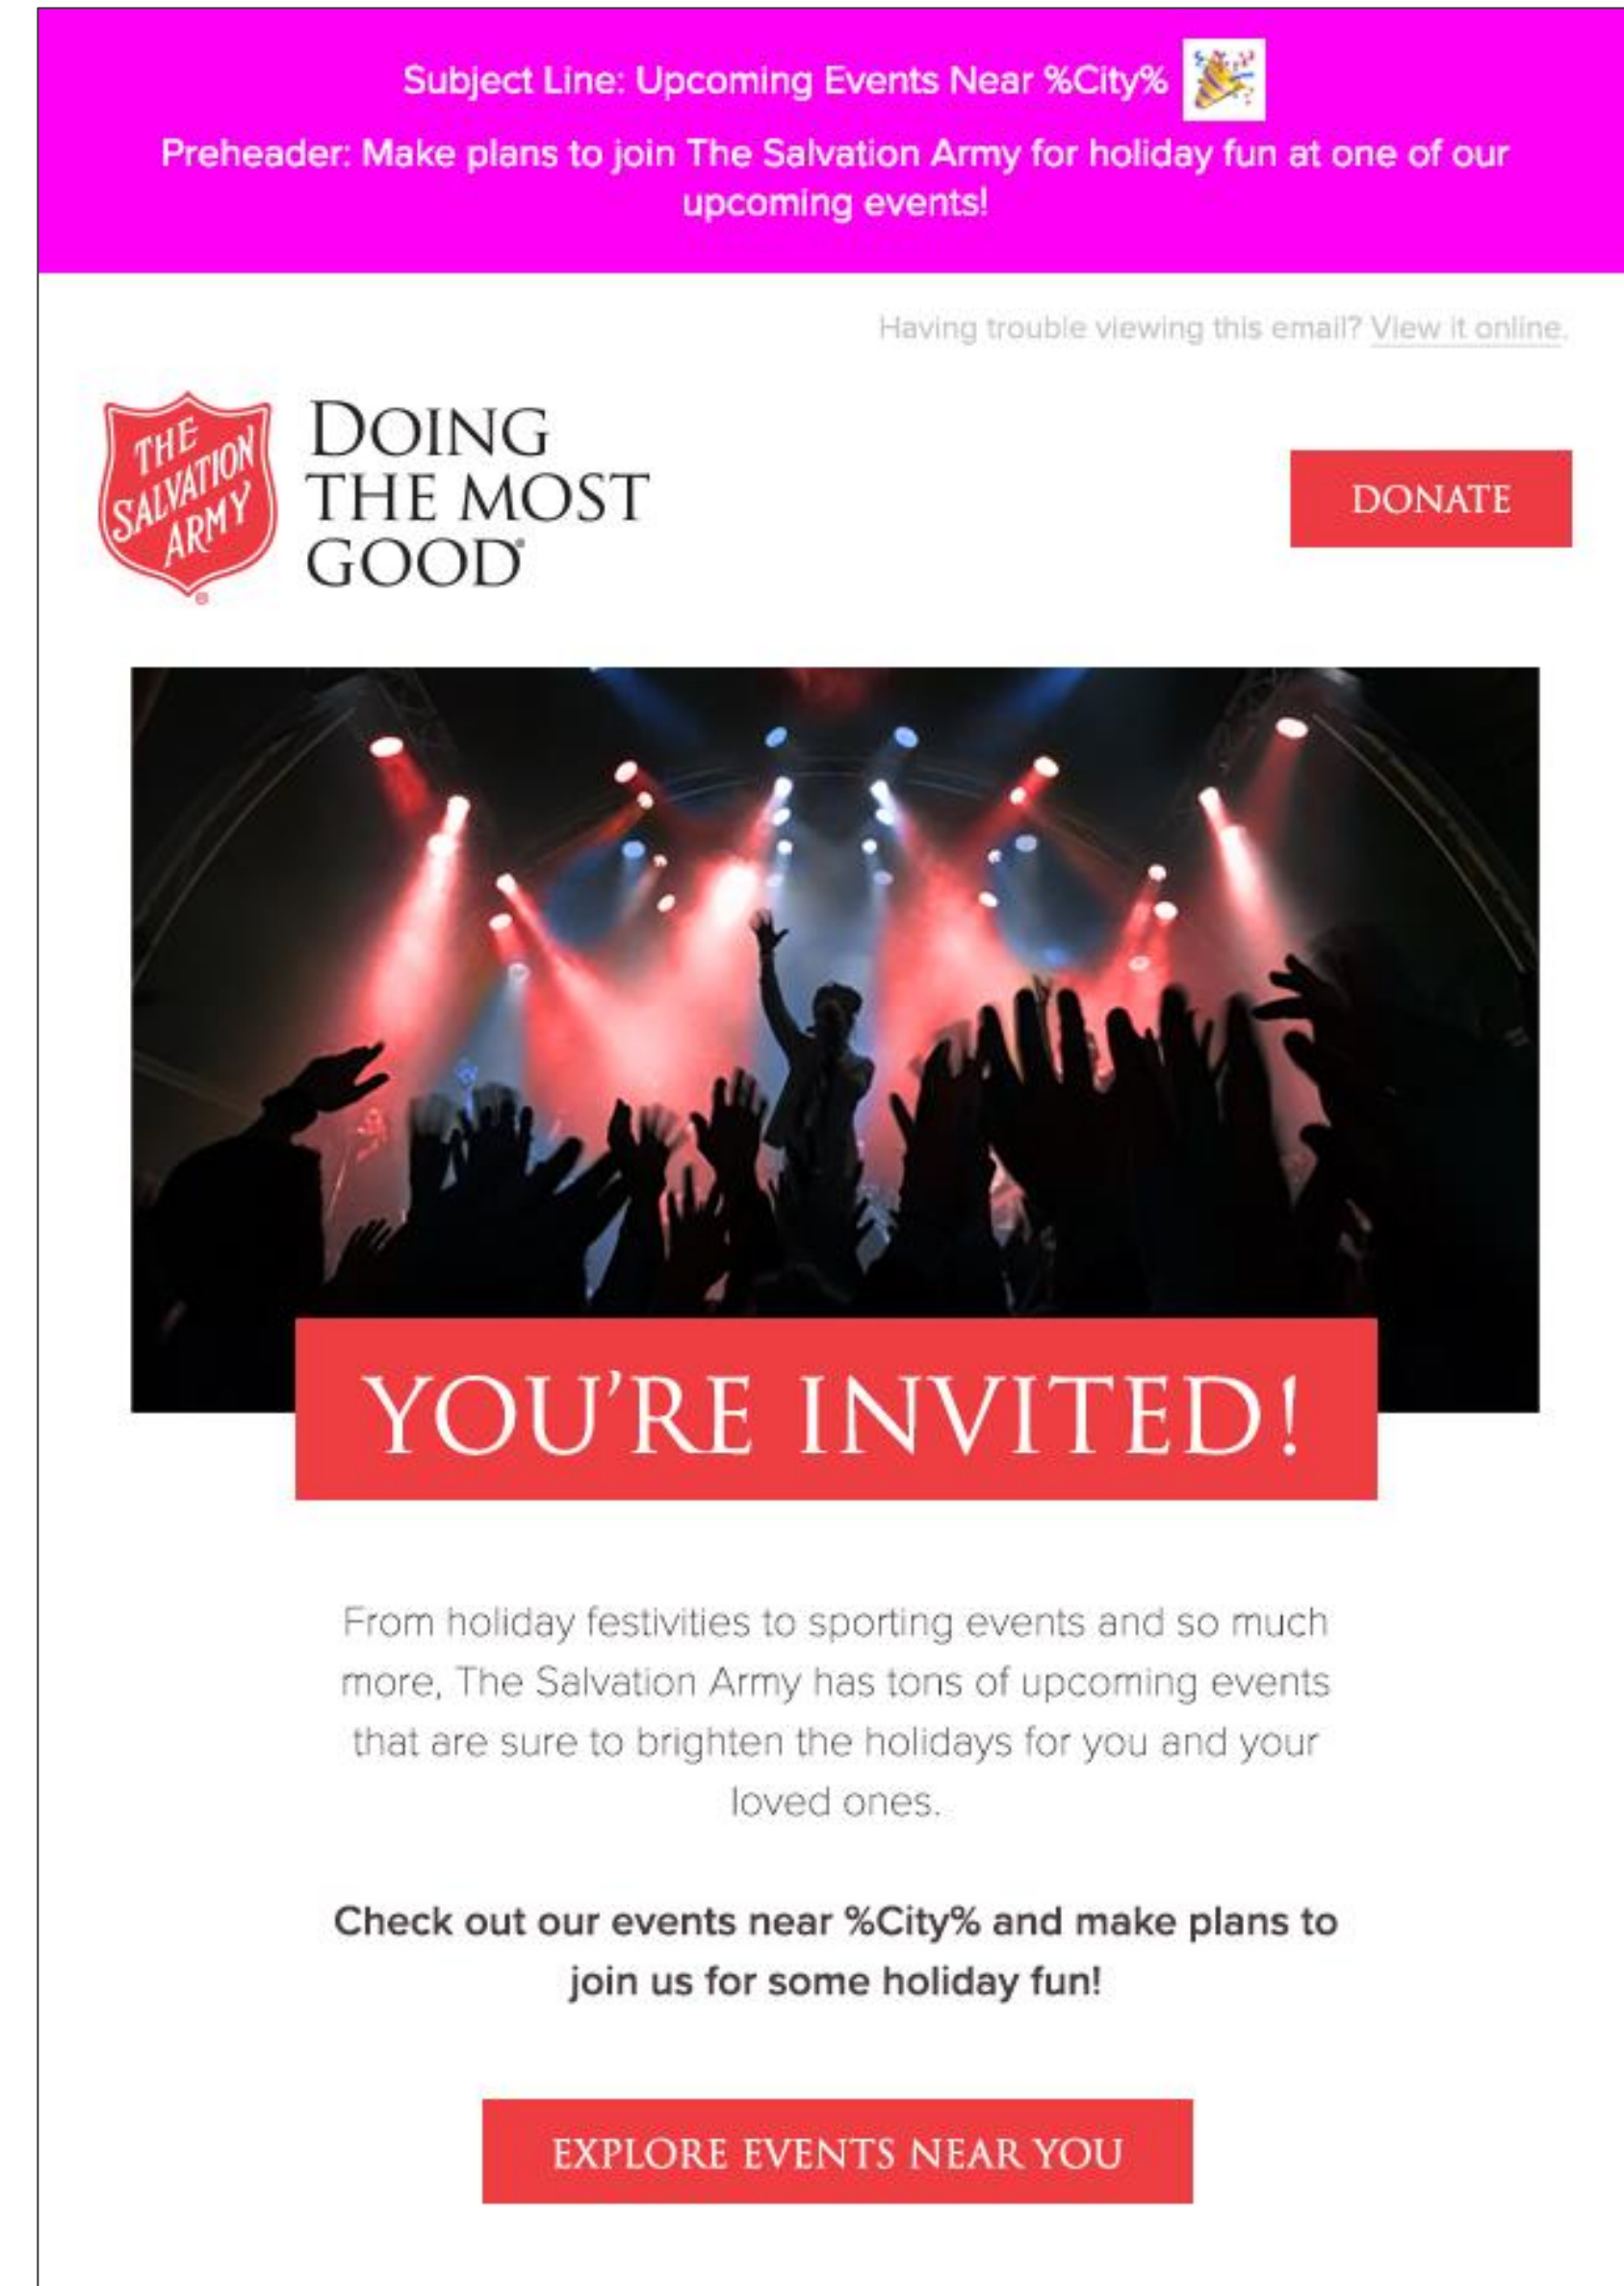 Subject Line: Upcoming Events Near %City%
Preheader: Make plans to join The Salvation Army for holiday fun at one of our
upcoming events!
Having trouble viewing this email? View it online.
THE
SALVATION
ARMY
®
DOING
THE MOST
GOOD®
DONATE
YOU'RE INVITED!
From holiday festivities to sporting events and so much
more, The Salvation Army has tons of upcoming events
that are sure to brighten the holidays for you and your
loved ones.
Check out our events near %City% and make plans to
join us for some holiday fun!
EXPLORE EVENTS NEAR YOU